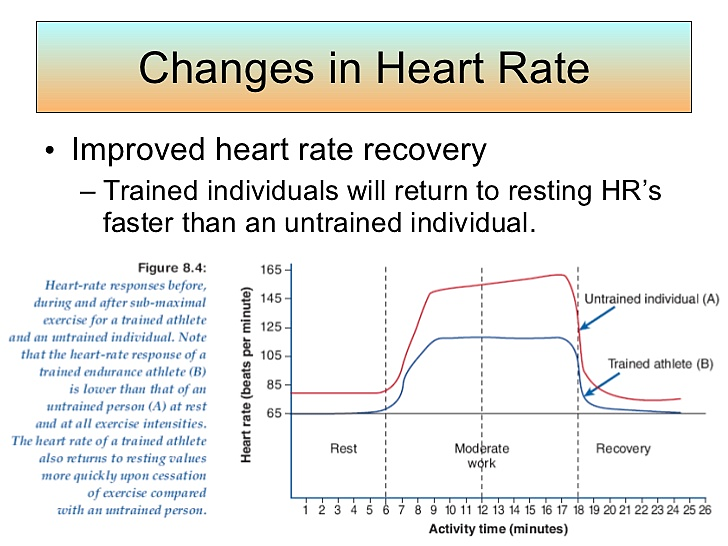 Changes in Heart Rate
• Improved heart rate recovery
– Trained individuals will return to resting HR’s
faster than an untrained individual.
Figure 8.4:
Heart-rate responses before,
during and after sub-maximal
exercise for a trained athlete
and an untrained individual. Note
that the heart-rate response of a
trained endurance athlete (B)
is lower than that of an
untrained person (A) at rest
and at all exercise intensities.
The heart rate of a trained athlete
also returns to resting values
more quickly upon cessation
of exercise compared
with an untrained person.
Heart rate (beats per minute)
165
145
125
105
85
65
Untrained individual (A)
Trained athlete (B)
Rest
Moderate
work
Recovery
1 2 3 4 5 6 7 8 9 10 11 12 13 14 15 16 17 18 19 20 21 22 23 24 25 26
Activity time (minutes)